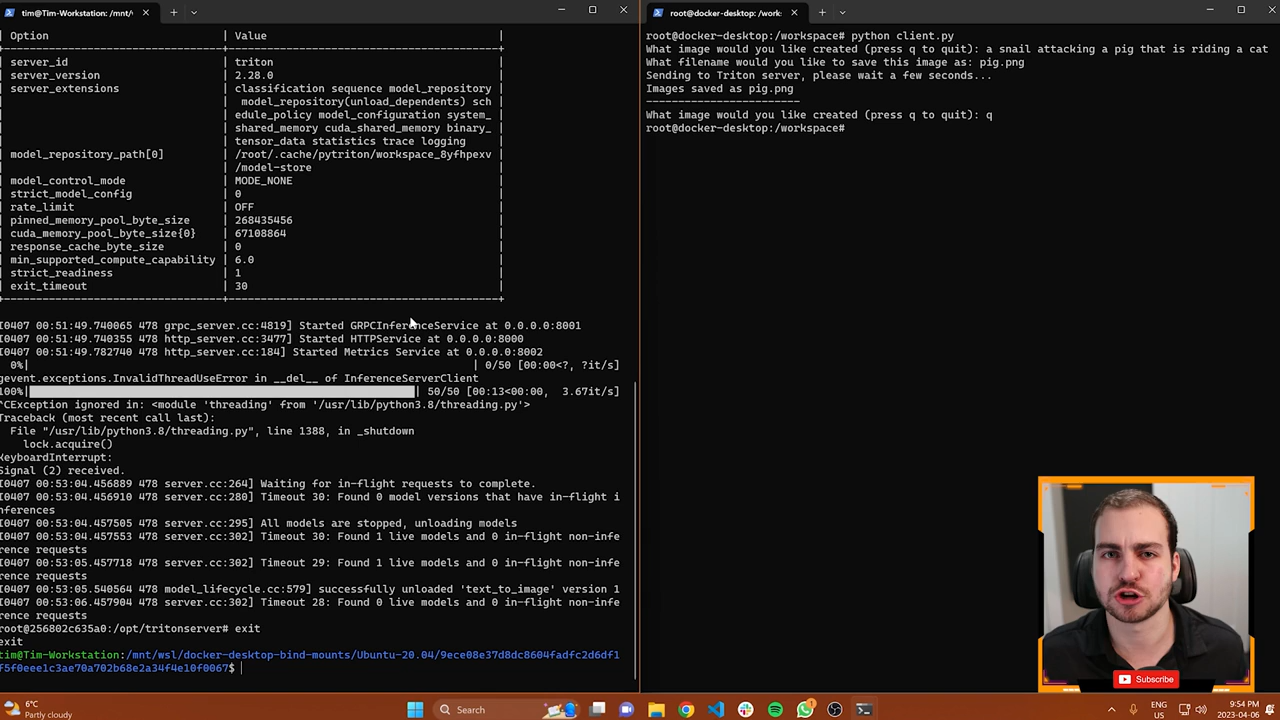 tim@Tim-Workstation: /mnt/
| Option | Value |
| server_id | triton |
| server_version | 2.28.0 |
| server_extensions | classification sequence model_repository
| | model_repository(unload_dependents) sch
| | edule_policy model_configuration system_
| | shared_memory cuda_shared_memory binary_
| | tensor_data statistics trace logging |
| model_repository_path[0] | /root/.cache/pytriton/workspace_8yfhpexv
| | /model-store |
| model_control_mode | MODE_NONE |
| strict_model_config | 0 |
| rate_limit | OFF |
| pinned_memory_pool_byte_size | 268435456 |
| cuda_memory_pool_byte_size{0} | 67108864 |
| response_cache_byte_size | 0 |
| min_supported_compute_capability | 6.0 |
| strict_readiness | 1 |
| exit_timeout | 30 |
I0407 00:51:49.740065 478 grpc_server.cc:4819] Started GRPCInferenceService at 0.0.0.0:8001
I0407 00:51:49.740355 478 http_server.cc:3477] Started HTTPService at 0.0.0.0:8000
I0407 00:51:49.782740 478 http_server.cc:184] Started Metrics Service at 0.0.0.0:8002
0%| | 0/50 [00:00<?, ?it/s]
gevent.exceptions.InvalidThreadUseError in __del__ of InferenceServerClient
100%| | 50/50 [00:13<00:00, 3.67it/s]
^CException ignored in: <module 'threading' from '/usr/lib/python3.8/threading.py'>
Traceback (most recent call last):
File "/usr/lib/python3.8/threading.py", line 1388, in _shutdown
lock.acquire()
KeyboardInterrupt:
Signal (2) received.
I0407 00:53:04.456889 478 server.cc:264] Waiting for in-flight requests to complete.
I0407 00:53:04.456910 478 server.cc:280] Timeout 30: Found 0 model versions that have in-flight i
nferences
I0407 00:53:04.457505 478 server.cc:295] All models are stopped, unloading models
I0407 00:53:04.457553 478 server.cc:302] Timeout 30: Found 1 live models and 0 in-flight non-infe
rence requests
I0407 00:53:05.457718 478 server.cc:302] Timeout 29: Found 1 live models and 0 in-flight non-infe
rence requests
I0407 00:53:05.540564 478 model_lifecycle.cc:579] successfully unloaded 'text_to_image' version 1
I0407 00:53:06.457904 478 server.cc:302] Timeout 28: Found 0 live models and 0 in-flight non-infe
rence requests
root@256802c635a0:/opt/tritonserver# exit
exit
tim@Tim-Workstation:/mnt/wsl/docker-desktop-bind-mounts/Ubuntu-20.04/9ece08e37d8dc8604fadfc2d6df1
f5f0eee1c3ae70a702b68e2a34f4e10f0067$
root@docker-desktop: /works
root@docker-desktop:/workspace# python client.py
What image would you like created (press q to quit): a snail attacking a pig that is riding a cat
What filename would you like to save this image as: pig.png
Sending to Triton server, please wait a few seconds...
Images saved as pig.png
------------------------
What image would you like created (press q to quit): q
root@docker-desktop:/workspace#
Subscribe
6°C
Partly cloudy
Search
ENG
US
9:54 PM
2023-04-06